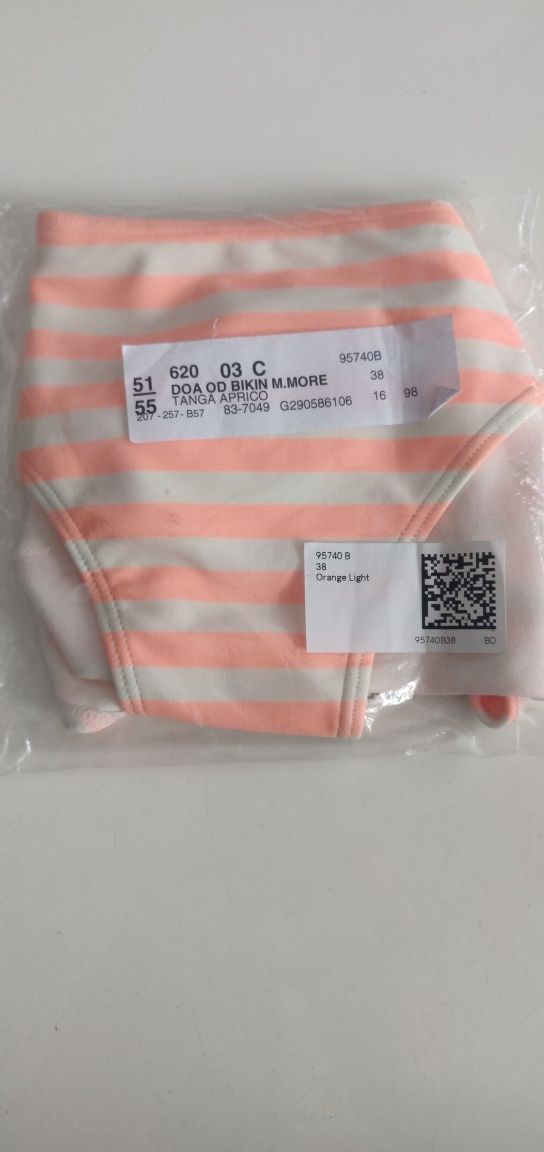 51
55
620 03 C 95740B
DOA OD BIKIN M.MORE 38
TANGA APRICO 16 98
207 - 257 - B57 83-7049 G290586106
95740 B
38
Orange Light
95740B38 BD